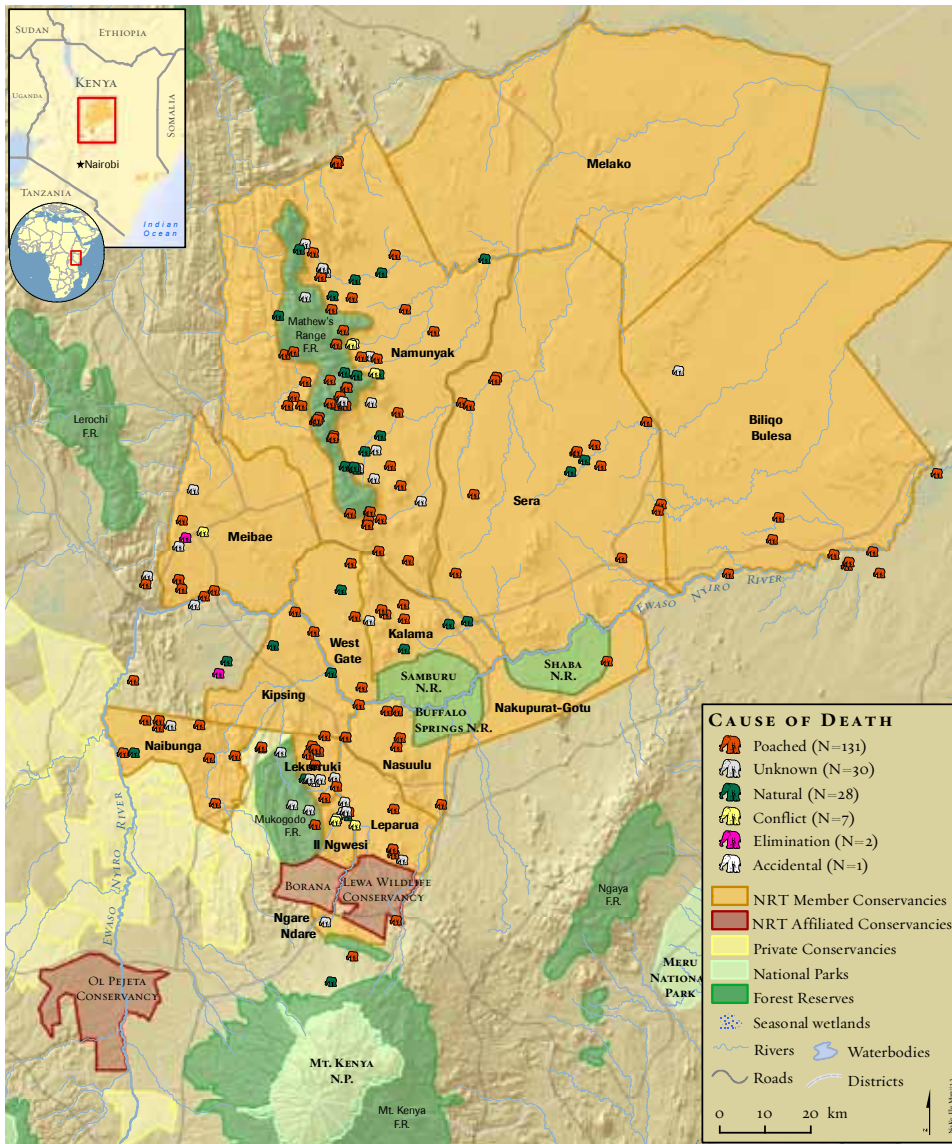 SUDAN
ETHIOPIA
KENYA
UGANDA
SOMALIA
★Nairobi
TANZANIA
Indian
Ocean
Melako
Mathew's
Range
F.R.
Namunyak
Lerochi
F.R.
Biliqo
Bulesa
Sera
Meibae
EWASO NYIRO RIVER
West
Gate
Kalama
SHABA
N.R.
SAMBURU
N.R.
Kipsing
BUFFALO
SPRINGS N.R.
Nakuprat-Gotu
Naibunga
Nasuulu
Lekurruki
Mukogodo
F.R.
Leparua
Il Ngwesi
BORANA
LEWA WILDLIFE
CONSERVANCY
Ngare
Ndare
Ngaya
F.R.
EWASO NYIRO RIVER
MERU
NATIONA
PARK
OL PEJETA
CONSERVANCY
MT. KENYA
N.P.
Mt. Kenya
F.R.
CAUSE OF DEATH
Poached (N=131)
Unknown (N=30)
Natural (N=28)
Conflict (N=7)
Elimination (N=2)
Accidental (N=1)
NRT Member Conservancies
NRT Affiliated Conservancies
Private Conservancies
National Parks
Forest Reserves
Seasonal wetlands
Rivers
Waterbodies
Roads
Districts
0 10 20 km